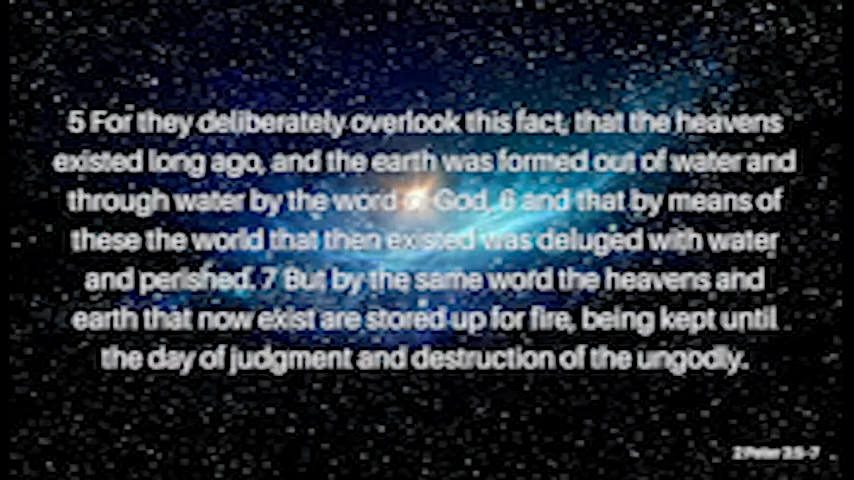 5 For they deliberately overlook this fact, that the heavens
existed long ago, and the earth was formed out of water and
through water by the word of God, 6 and that by means of
these the world that then existed was deluged with water
and perished. 7 But by the same word the heavens and
earth that now exist are stored up for fire, being kept until
the day of judgment and destruction of the ungodly.
2 Peter 3:5-7